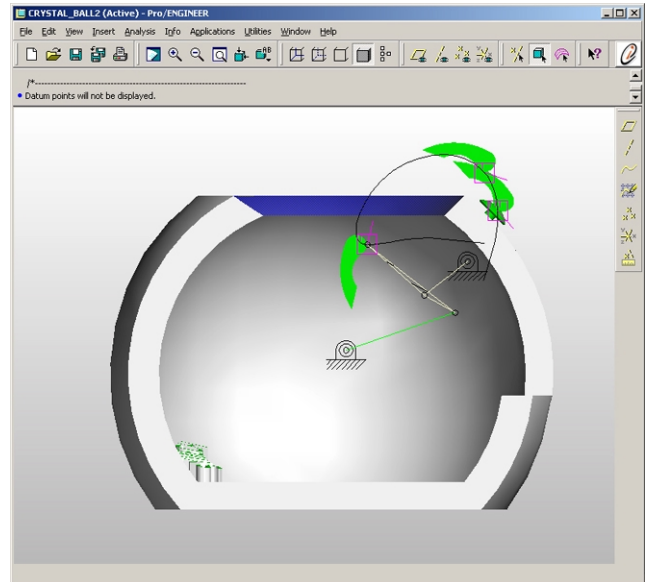 CRYSTAL_BALL2 (Active) - Pro/ENGINEER
File Edit View Insert Analysis Info Applications Utilities Window Help
/*---------------------------------------------------------------
• Datum points will not be displayed.